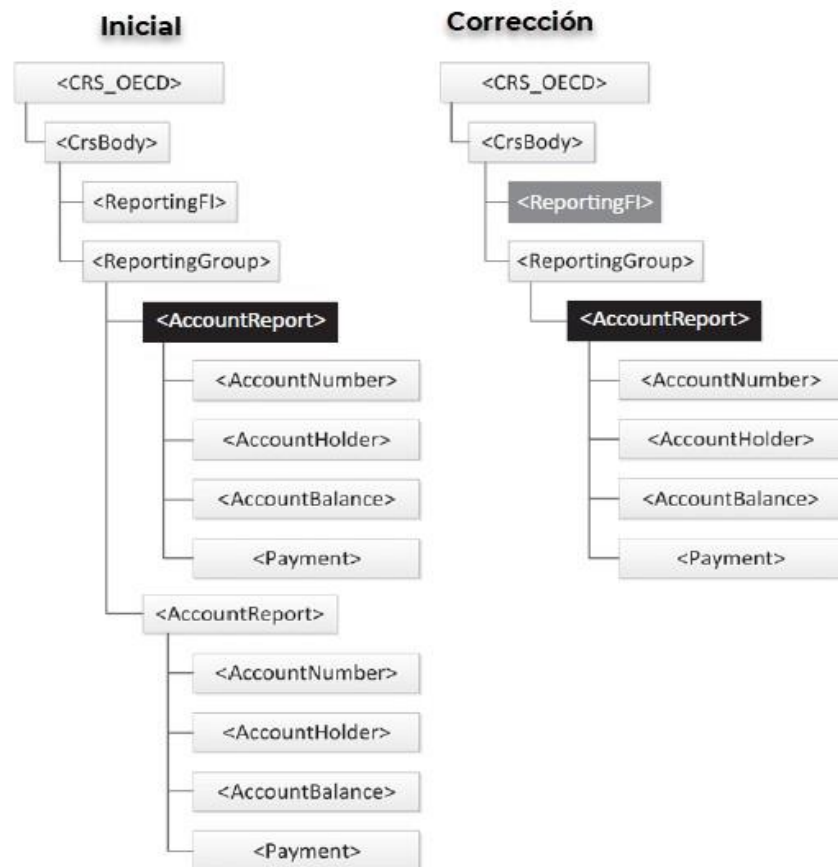 Inicial
<CRS_OECD>
<CrsBody>
<ReportingFI>
<ReportingGroup>
<AccountReport>
<AccountNumber>
<AccountHolder>
<AccountBalance>
<Payment>
<AccountReport>
<AccountNumber>
<AccountHolder>
<AccountBalance>
<Payment>
Corrección
<CRS_OECD>
<CrsBody>
<ReportingFI>
<ReportingGroup>
<AccountReport>
<AccountNumber>
<AccountHolder>
<AccountBalance>
<Payment>